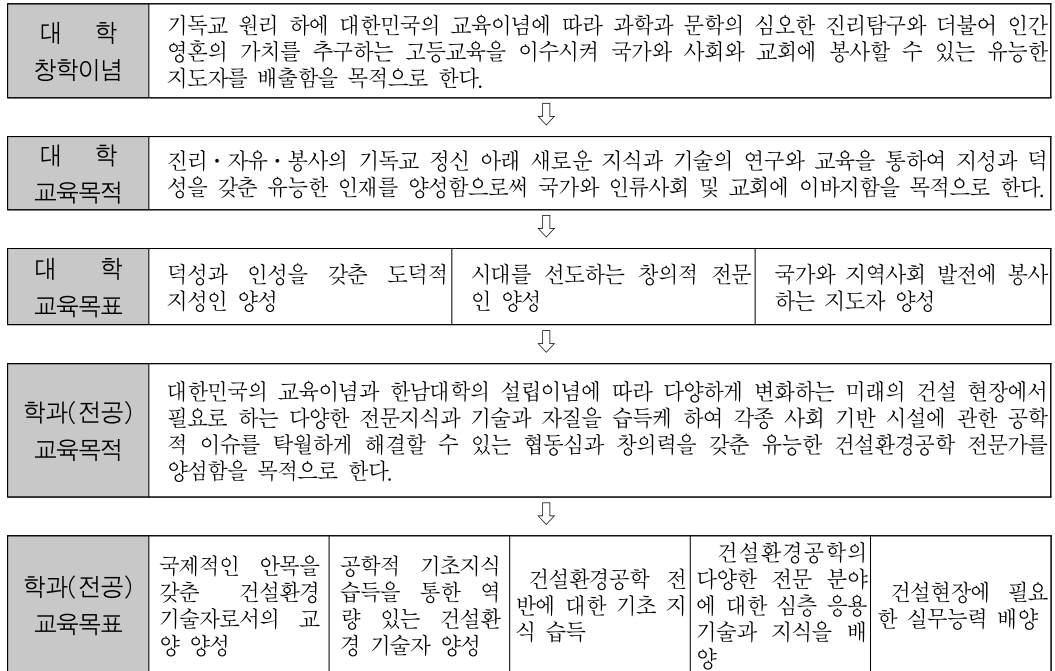 대 학
창학이념
기독교 원리 하에 대한민국의 교육이념에 따라 과학과 문학의 심오한 진리탐구와 더불어 인간
영혼의 가치를 추구하는 고등교육을 이수시켜 국가와 사회와 교회에 봉사할 수 있는 유능한
지도자를 배출함을 목적으로 한다.
⇩
대 학
교육목적
진리・자유・봉사의 기독교 정신 아래 새로운 지식과 기술의 연구와 교육을 통하여 지성과 덕
성을 갖춘 유능한 인재를 양성함으로써 국가와 인류사회 및 교회에 이바지함을 목적으로 한다.
⇩
대 학
교육목표
덕성과 인성을 갖춘 도덕적
지성인 양성
시대를 선도하는 창의적 전문
인 양성
국가와 지역사회 발전에 봉사
하는 지도자 양성
⇩
학과(전공)
교육목적
대한민국의 교육이념과 한남대학의 설립이념에 따라 다양하게 변화하는 미래의 건설 현장에서
필요로 하는 다양한 전문지식과 기술과 자질을 습득케 하여 각종 사회 기반 시설에 관한 공학
적 이슈를 탁월하게 해결할 수 있는 협동심과 창의력을 갖춘 유능한 건설환경공학 전문가를
양섬함을 목적으로 한다.
⇩
학과(전공)
교육목표
국제적인 안목을
갖춘 건설환경
기술자로서의 교
양 양성
공학적 기초지식
습득을 통한 역
량 있는 건설환
경 기술자 양성
건설환경공학 전
반에 대한 기초 지
식 습득
건설환경공학의
다양한 전문 분야
에 대한 심층 응용
기술과 지식을 배
양
건설현장에 필요
한 실무능력 배양